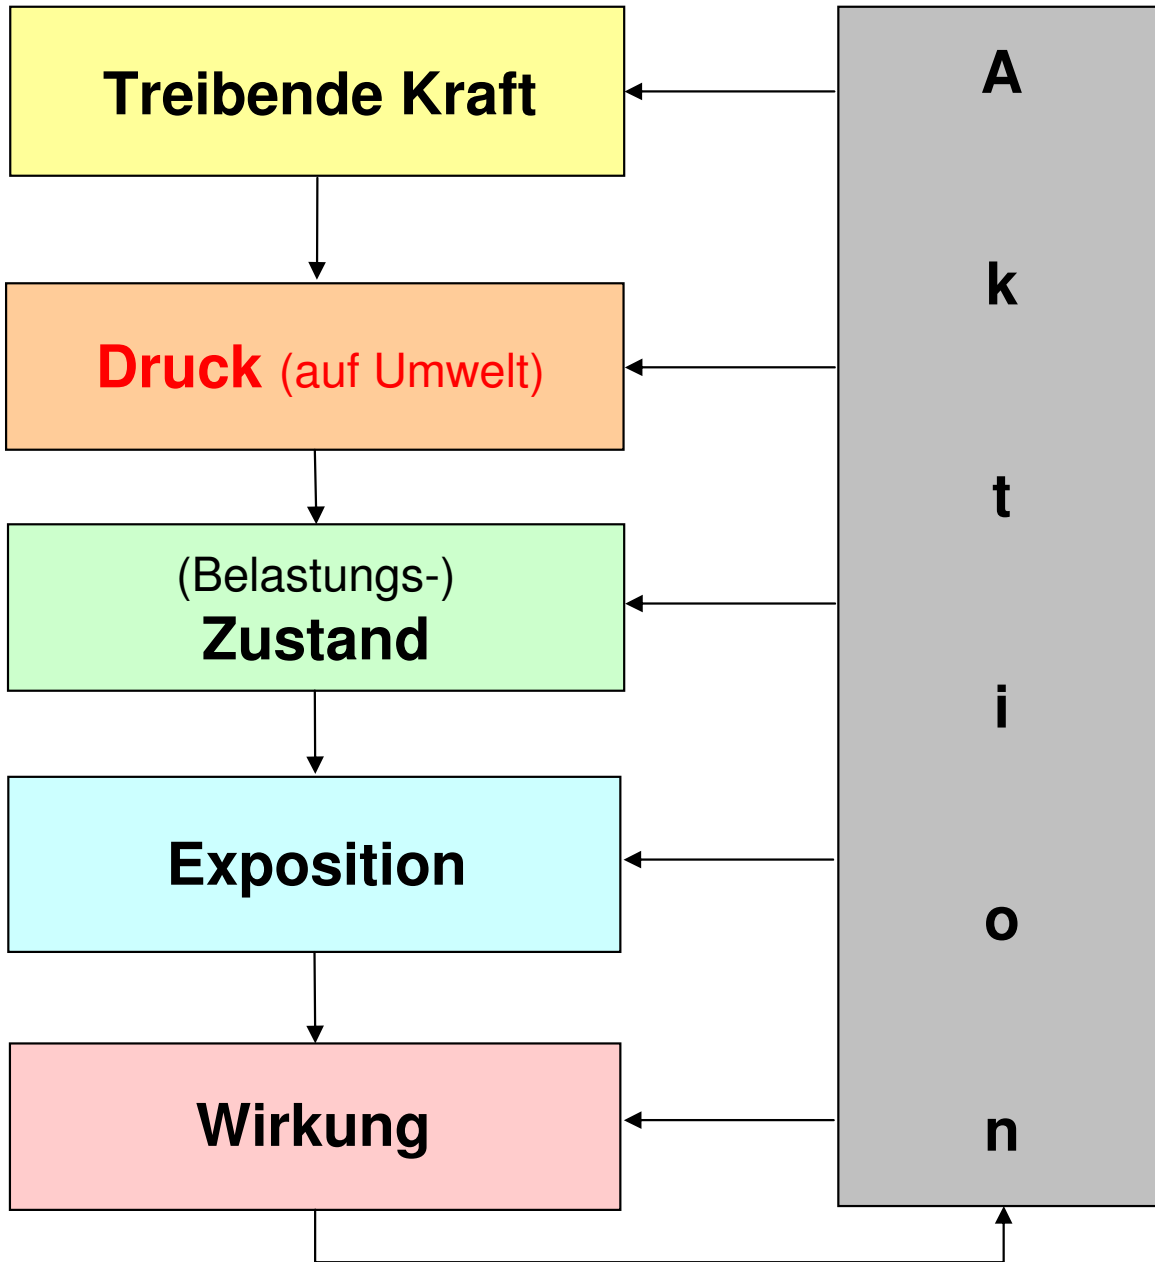 Treibende Kraft
Druck (auf Umwelt)
(Belastungs-)
Zustand
Exposition
Wirkung
A
k
t
i
o
n